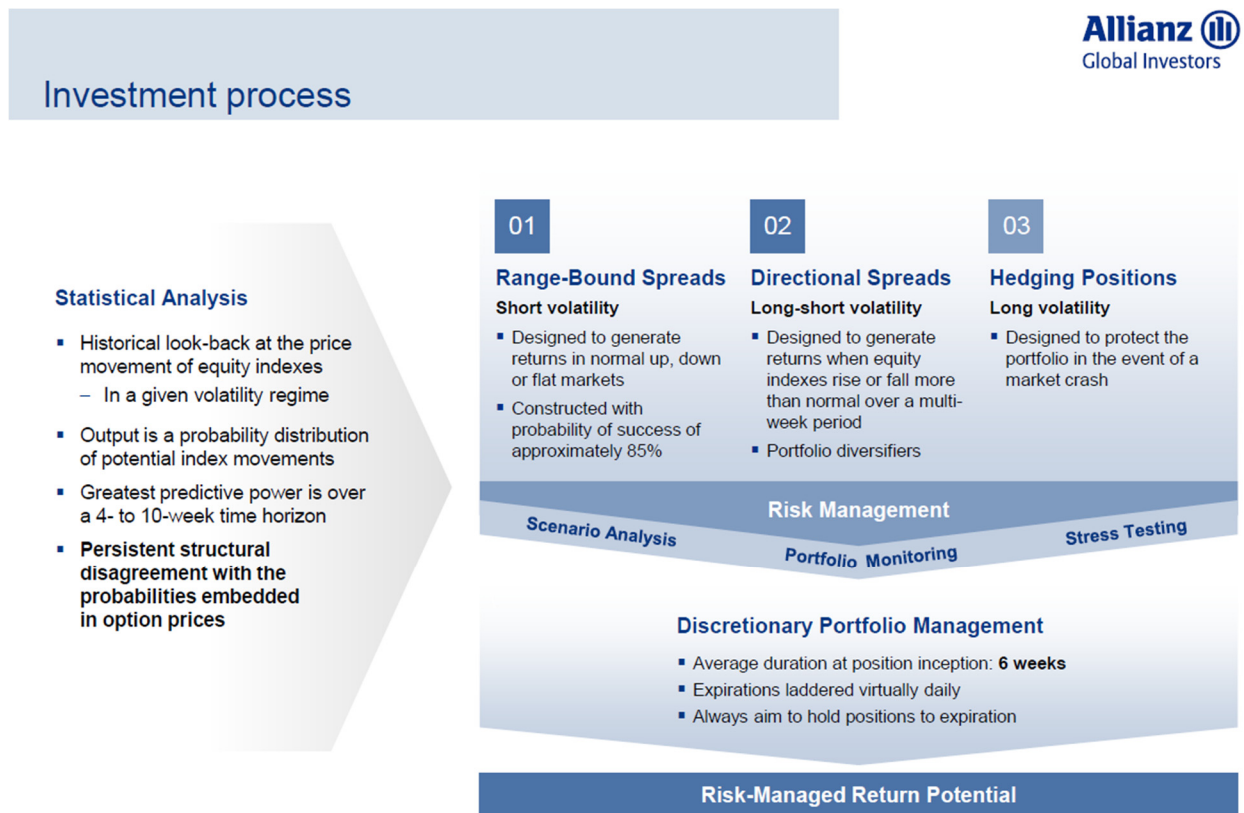 Allianz
Global Investors
Investment process
Statistical Analysis
▪ Historical look-back at the price
movement of equity indexes
– In a given volatility regime
▪ Output is a probability distribution
of potential index movements
▪ Greatest predictive power is over
a 4- to 10-week time horizon
▪ Persistent structural
disagreement with the
probabilities embedded
in option prices
01
Range-Bound Spreads
Short volatility
▪ Designed to generate
returns in normal up, down
or flat markets
▪ Constructed with
probability of success of
approximately 85%
02
Directional Spreads
Long-short volatility
▪ Designed to generate
returns when equity
indexes rise or fall more
than normal over a multi-
week period
▪ Portfolio diversifiers
03
Hedging Positions
Long volatility
▪ Designed to protect the
portfolio in the event of a
market crash
Risk Management
Scenario Analysis
Portfolio Monitoring
Stress Testing
Discretionary Portfolio Management
▪ Average duration at position inception: 6 weeks
▪ Expirations laddered virtually daily
▪ Always aim to hold positions to expiration
Risk-Managed Return Potential